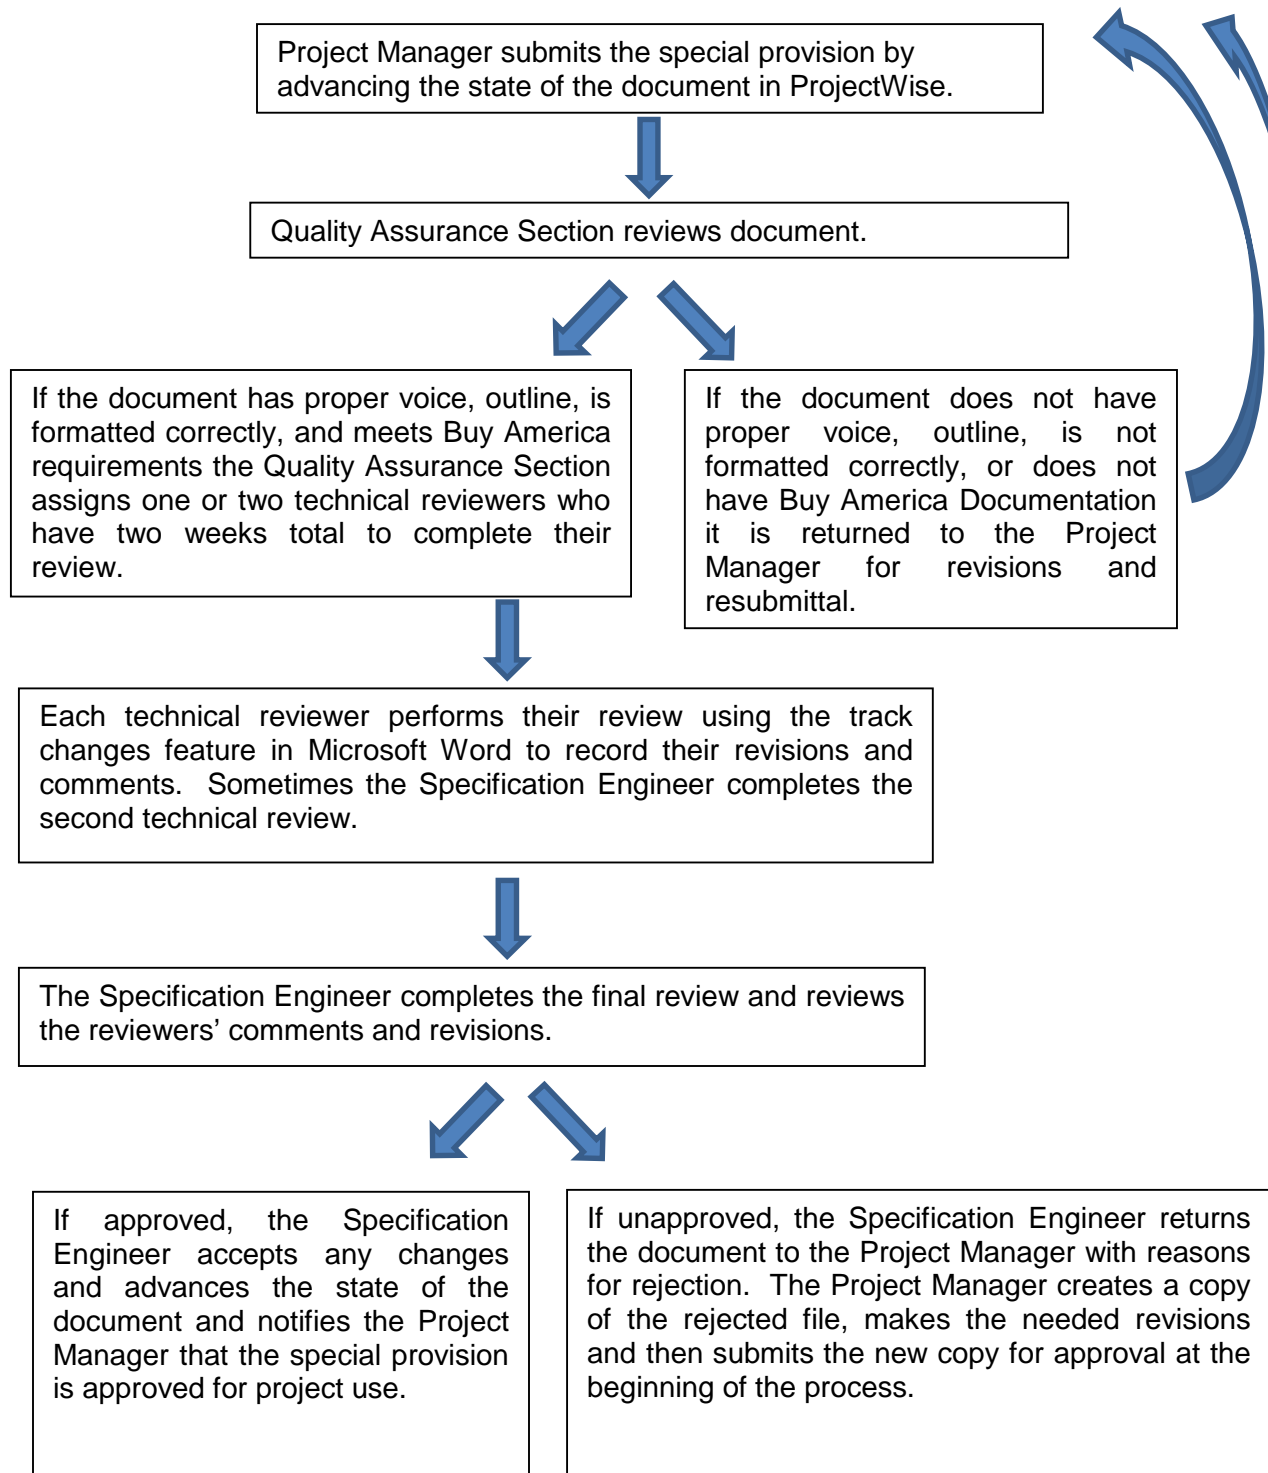 Project Manager submits the special provision by
advancing the state of the document in ProjectWise.
Quality Assurance Section reviews document.
If the document has proper voice, outline, is
formatted correctly, and meets Buy America
requirements the Quality Assurance Section
assigns one or two technical reviewers who
have two weeks total to complete their
review.
If the document does not have
proper voice, outline, is not
formatted correctly, or does not
have Buy America Documentation
it is returned to the Project
Manager for revisions and
resubmittal.
Each technical reviewer performs their review using the track
changes feature in Microsoft Word to record their revisions and
comments.  Sometimes the Specification Engineer completes the
second technical review.
The Specification Engineer completes the final review and reviews
the reviewers’ comments and revisions.
If approved, the Specification
Engineer accepts any changes
and advances the state of the
document and notifies the Project
Manager that the special provision
is approved for project use.
If unapproved, the Specification Engineer returns
the document to the Project Manager with reasons
for rejection.  The Project Manager creates a copy
of the rejected file, makes the needed revisions
and then submits the new copy for approval at the
beginning of the process.